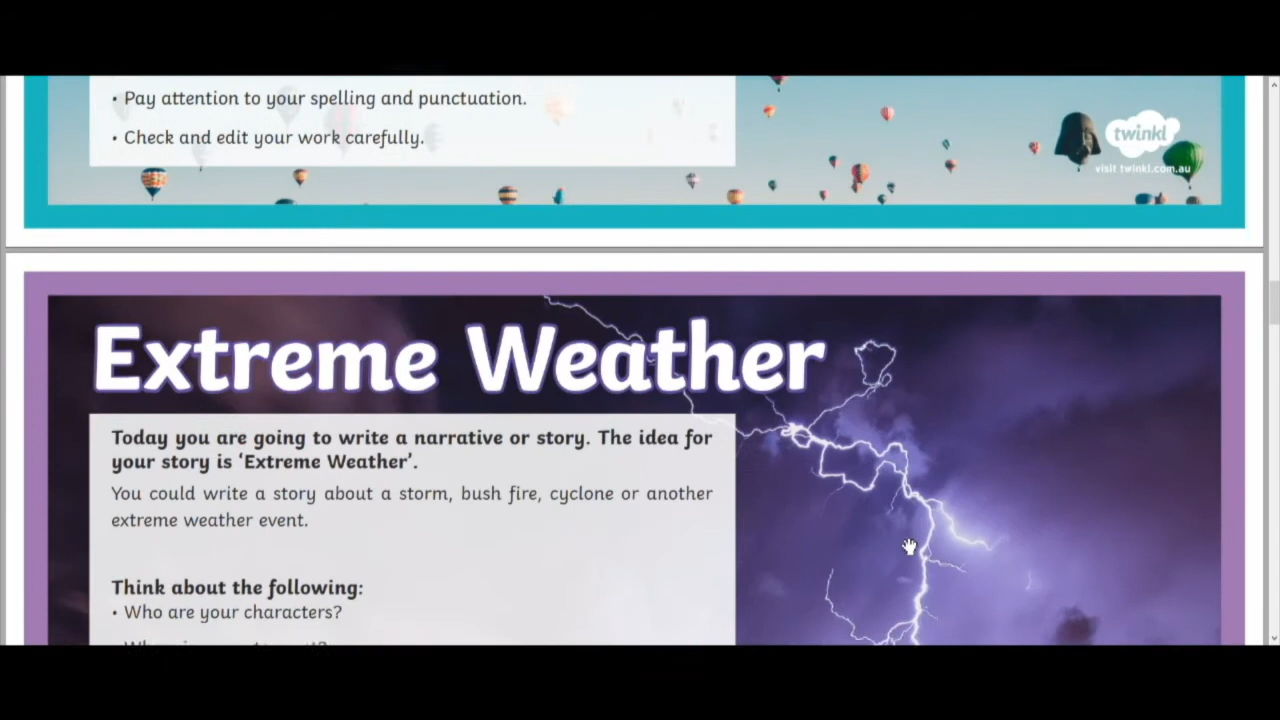 • Pay attention to your spelling and punctuation.
• Check and edit your work carefully.
twinkl
visit twinkl.com.au
Extreme Weather
Today you are going to write a narrative or story. The idea for
your story is ‘Extreme Weather’.
You could write a story about a storm, bush fire, cyclone or another
extreme weather event.
Think about the following:
• Who are your characters?